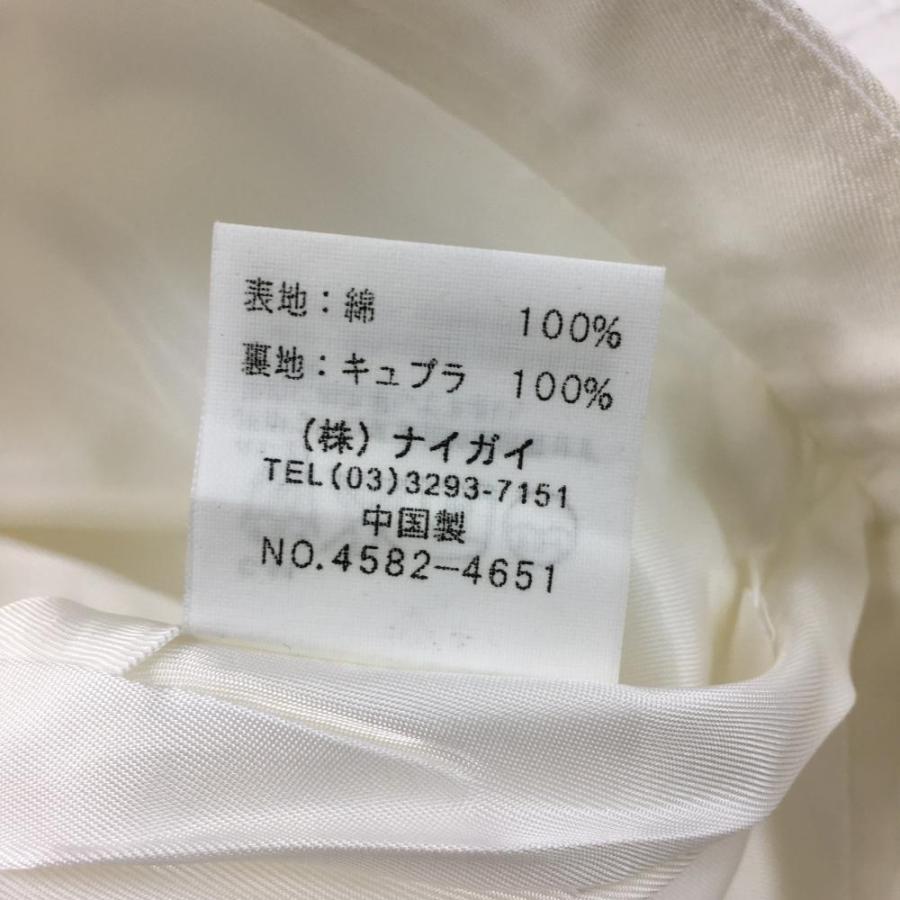 表地：綿 100%
裏地：キュプラ 100%
（株）ナイガイ
TEL(03)3293-7151
中国製
NO.4582-4651